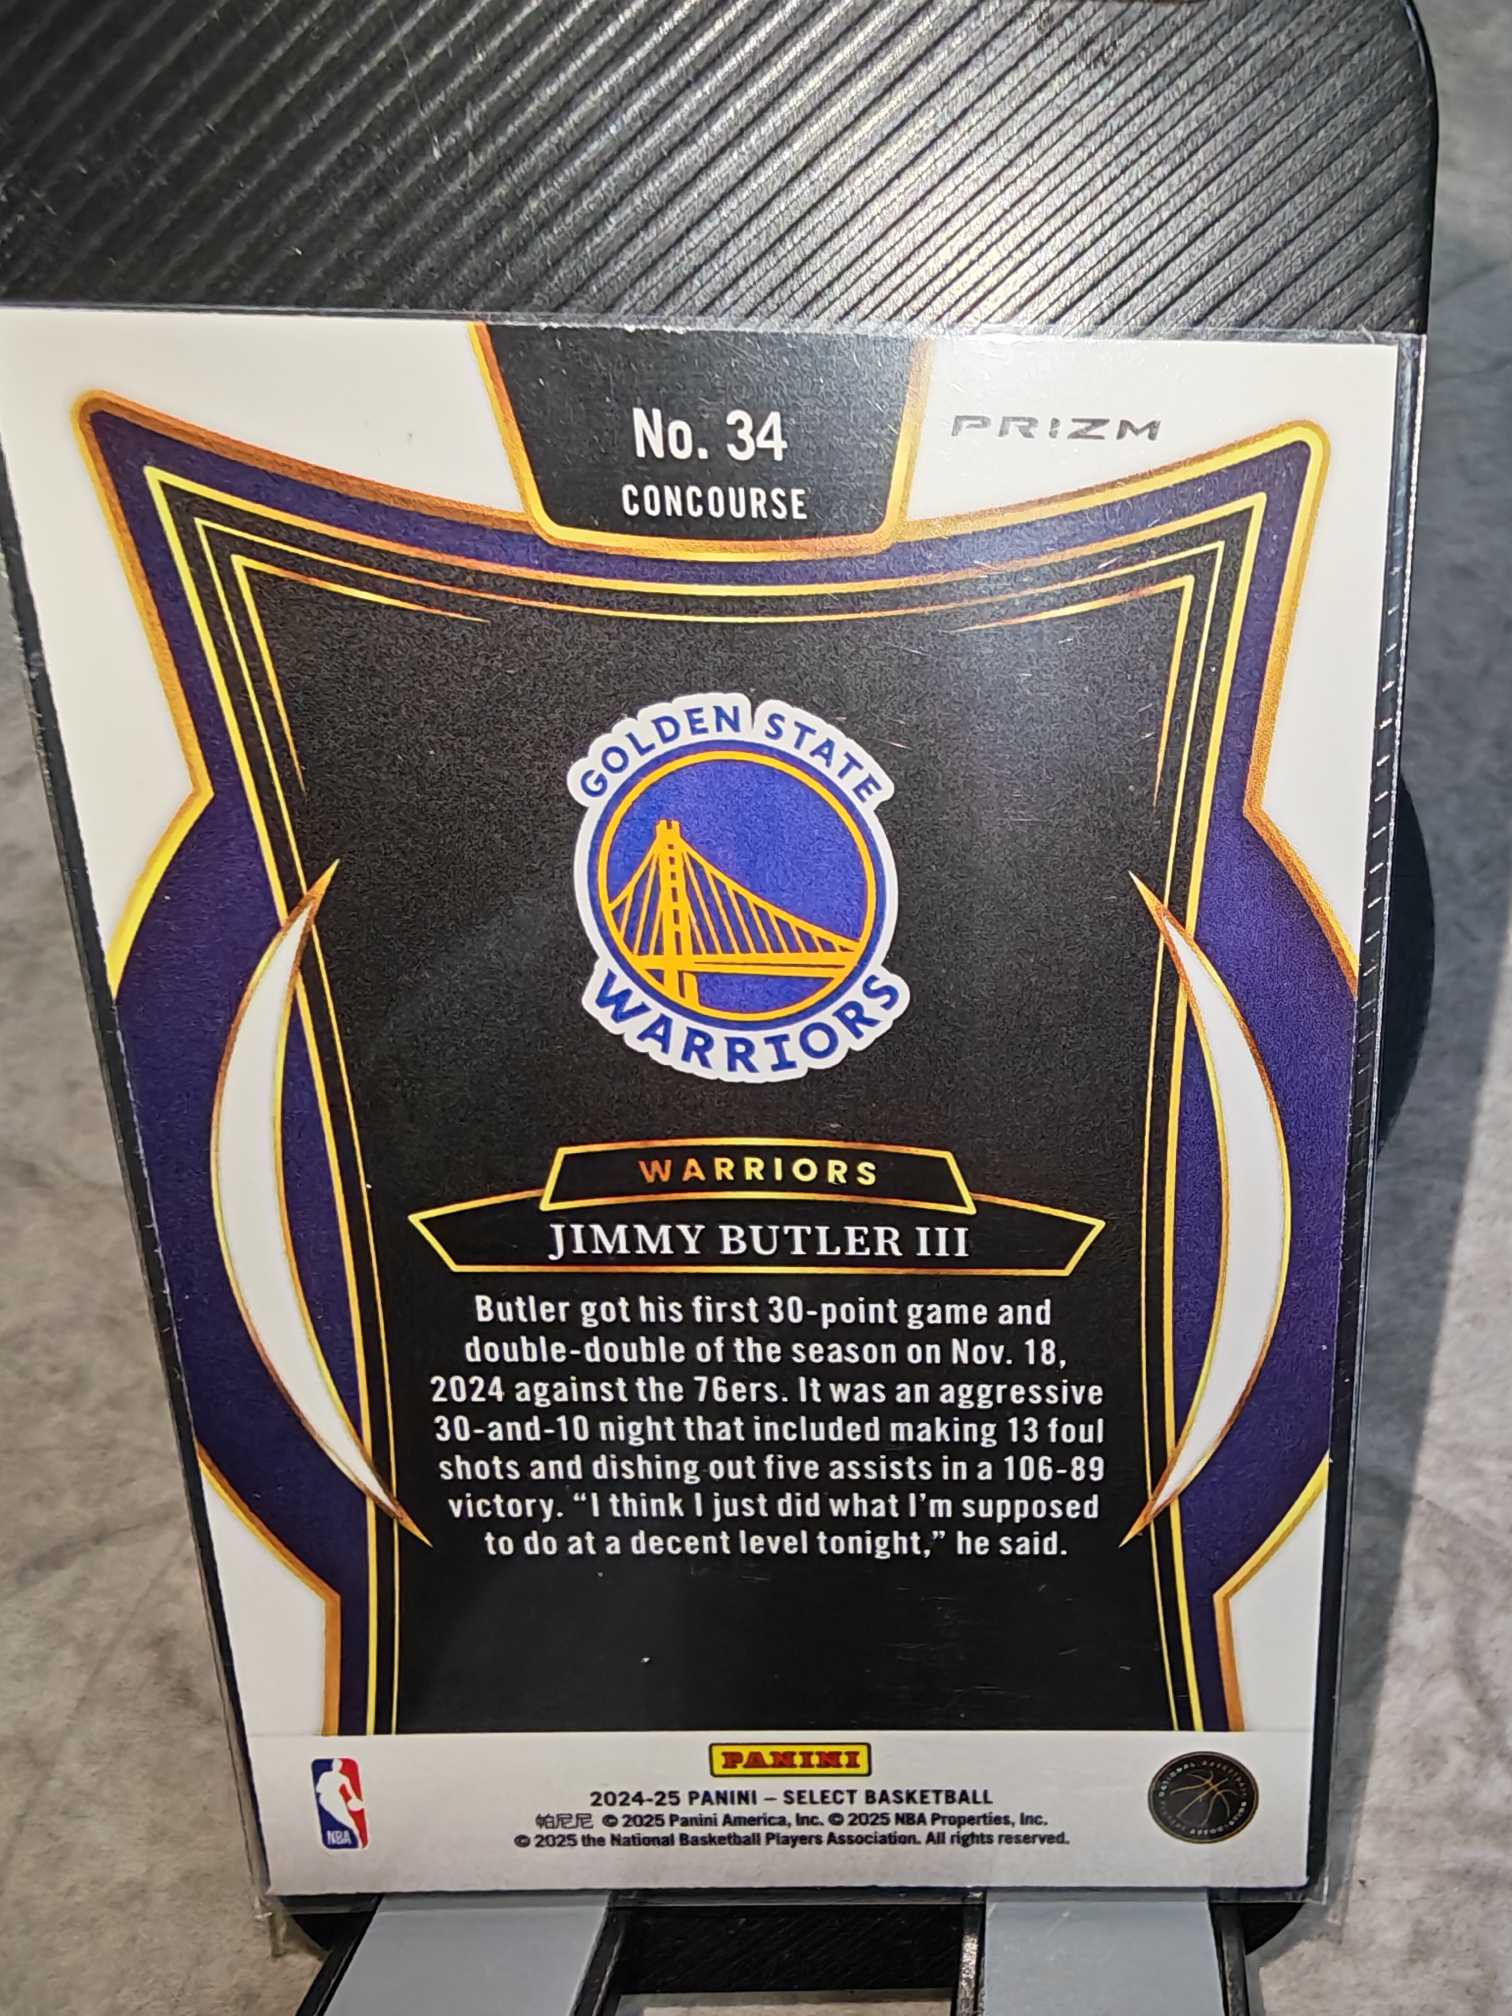 No. 34
CONCOURSE
PRIZM
GOLDEN STATE
WARRIORS
WARRIORS
JIMMY BUTLER III
Butler got his first 30-point game and
double-double of the season on Nov. 18,
2024 against the 76ers. It was an aggressive
30-and-10 night that included making 13 foul
shots and dishing out five assists in a 106-89
victory. “I think I just did what I’m supposed
to do at a decent level tonight,” he said.
PANINI
2024-25 PANINI – SELECT BASKETBALL
帕尼尼 © 2025 Panini America, Inc. © 2025 NBA Properties, Inc.
© 2025 the National Basketball Players Association. All rights reserved.
NBA